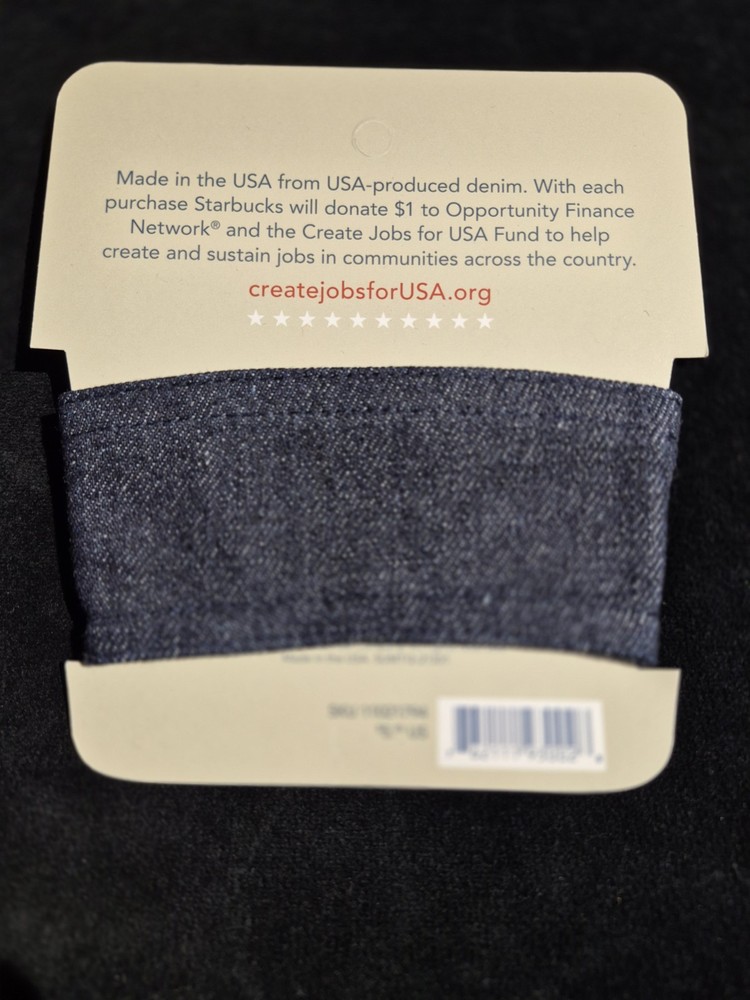 Made in the USA from USA-produced denim. With each
purchase Starbucks will donate $1 to Opportunity Finance
Network® and the Create Jobs for USA Fund to help
create and sustain jobs in communities across the country.
createjobsforUSA.org